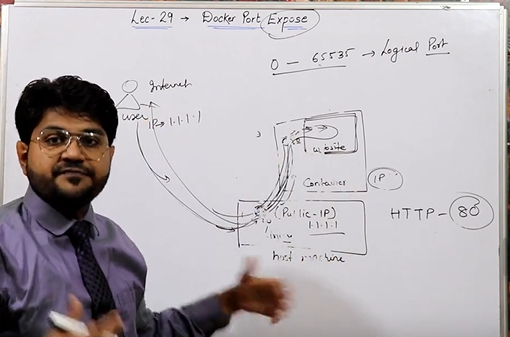 Lec-29 → Docker Port Expose
0 - 65535 → Logical Port
Internet
user
IP → 1.1.1.1
website
Container
IP
(Public-IP)
1.1.1.1
host machine
HTTP - 80